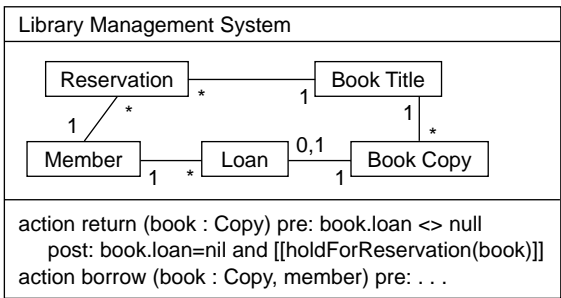 Library Management System
Reservation * 1 Book Title
* 1
1 *
Member 1 * Loan 0,1 1 Book Copy
action return (book : Copy) pre: book.loan <> null
post: book.loan=nil and [[holdForReservation(book)]]
action borrow (book : Copy, member) pre: . . .